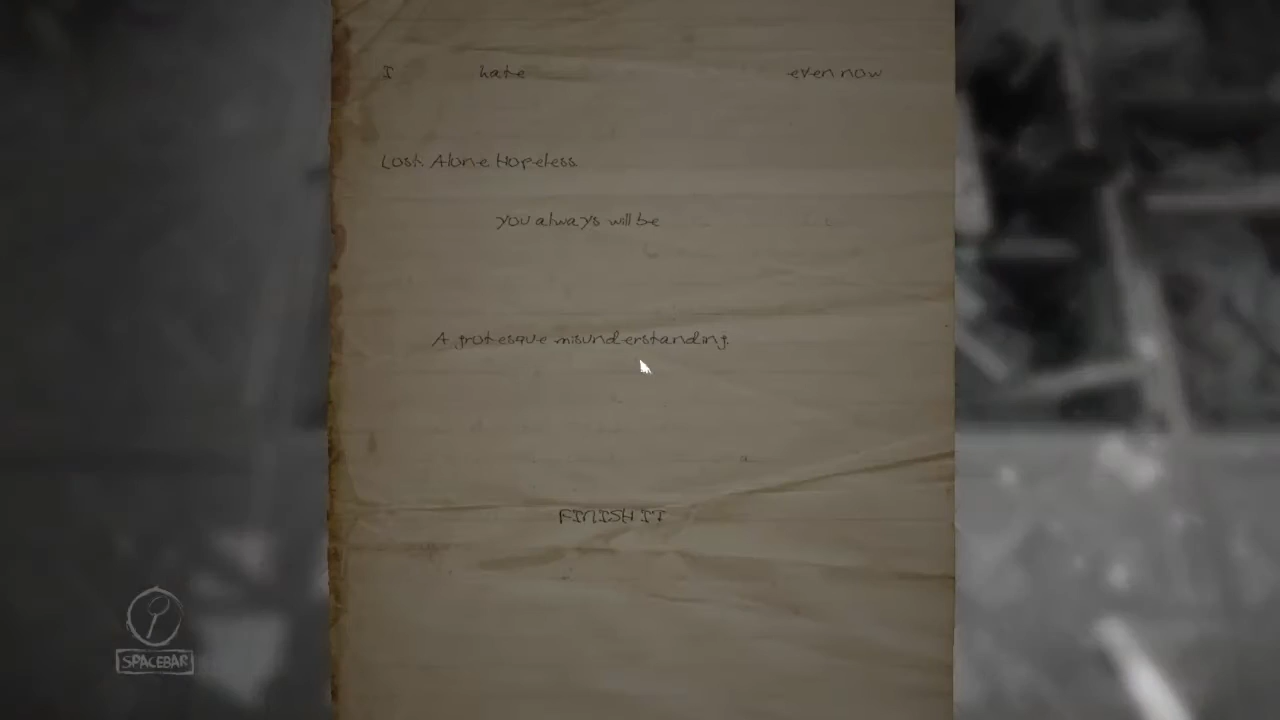 I hate even now
Lost. Alone. Hopeless.
you always will be
A grotesque misunderstanding.
FINISH IT
SPACEBAR